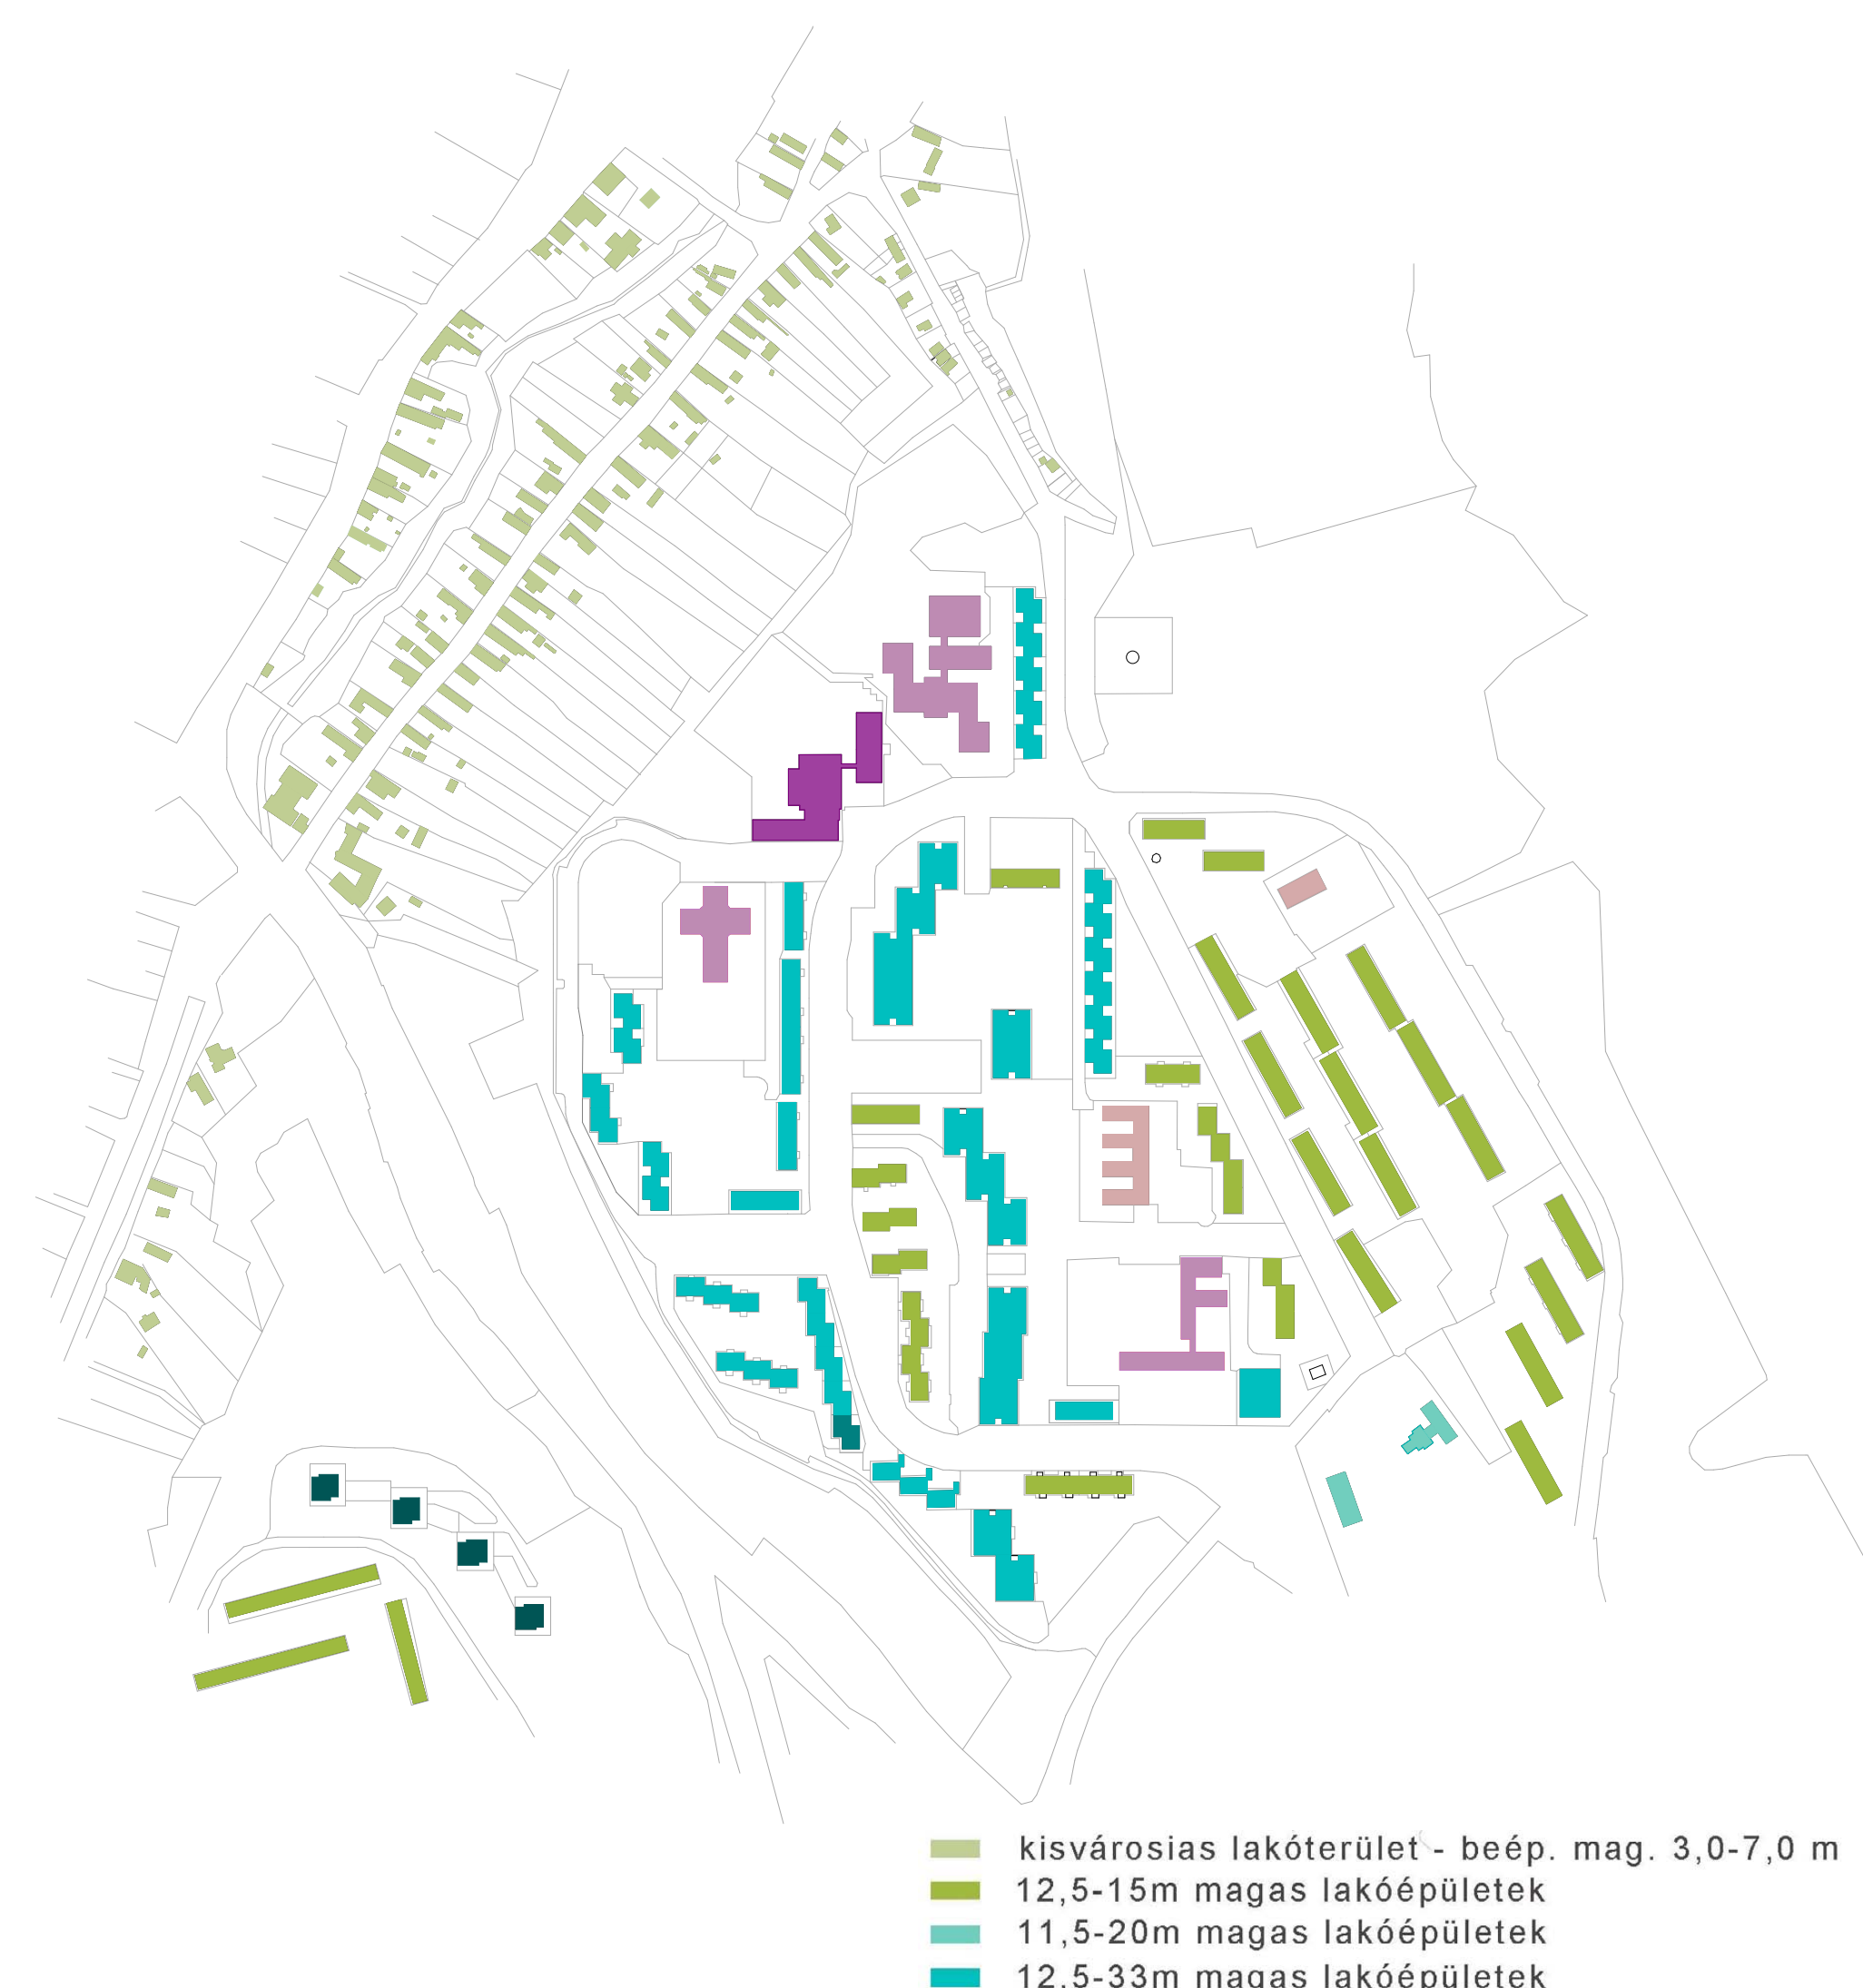 kisvárosias lakóterület - beép. mag. 3,0-7,0 m
12,5-15m magas lakóépületek
11,5-20m magas lakóépületek
12,5-33m magas lakóépületek